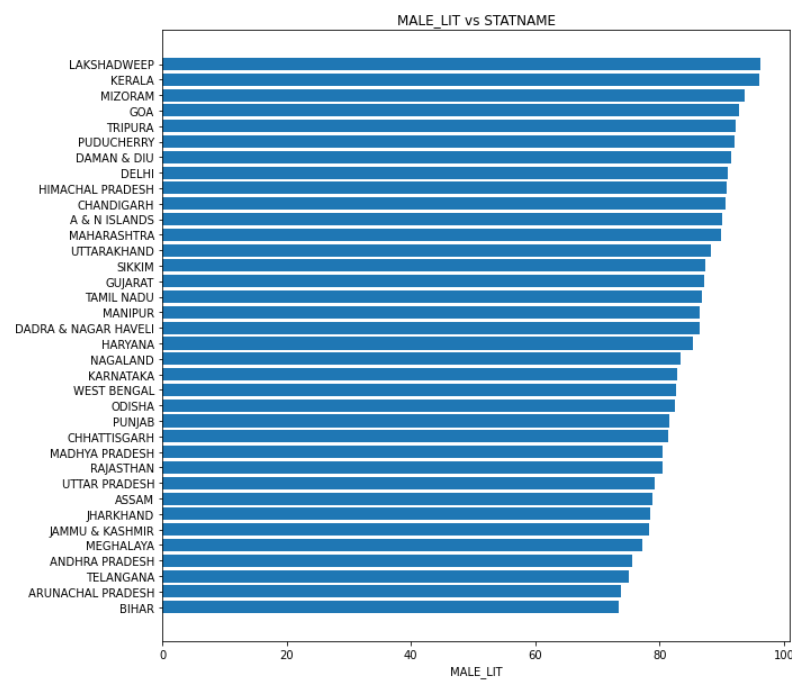 MALE_LIT vs STATNAME
LAKSHADWEEP
KERALA
MIZORAM
GOA
TRIPURA
PUDUCHERRY
DAMAN & DIU
DELHI
HIMACHAL PRADESH
CHANDIGARH
A & N ISLANDS
MAHARASHTRA
UTTARAKHAND
SIKKIM
GUJARAT
TAMIL NADU
MANIPUR
DADRA & NAGAR HAVELI
HARYANA
NAGALAND
KARNATAKA
WEST BENGAL
ODISHA
PUNJAB
CHHATTISGARH
MADHYA PRADESH
RAJASTHAN
UTTAR PRADESH
ASSAM
JHARKHAND
JAMMU & KASHMIR
MEGHALAYA
ANDHRA PRADESH
TELANGANA
ARUNACHAL PRADESH
BIHAR
0 20 40 60 80 100
MALE_LIT